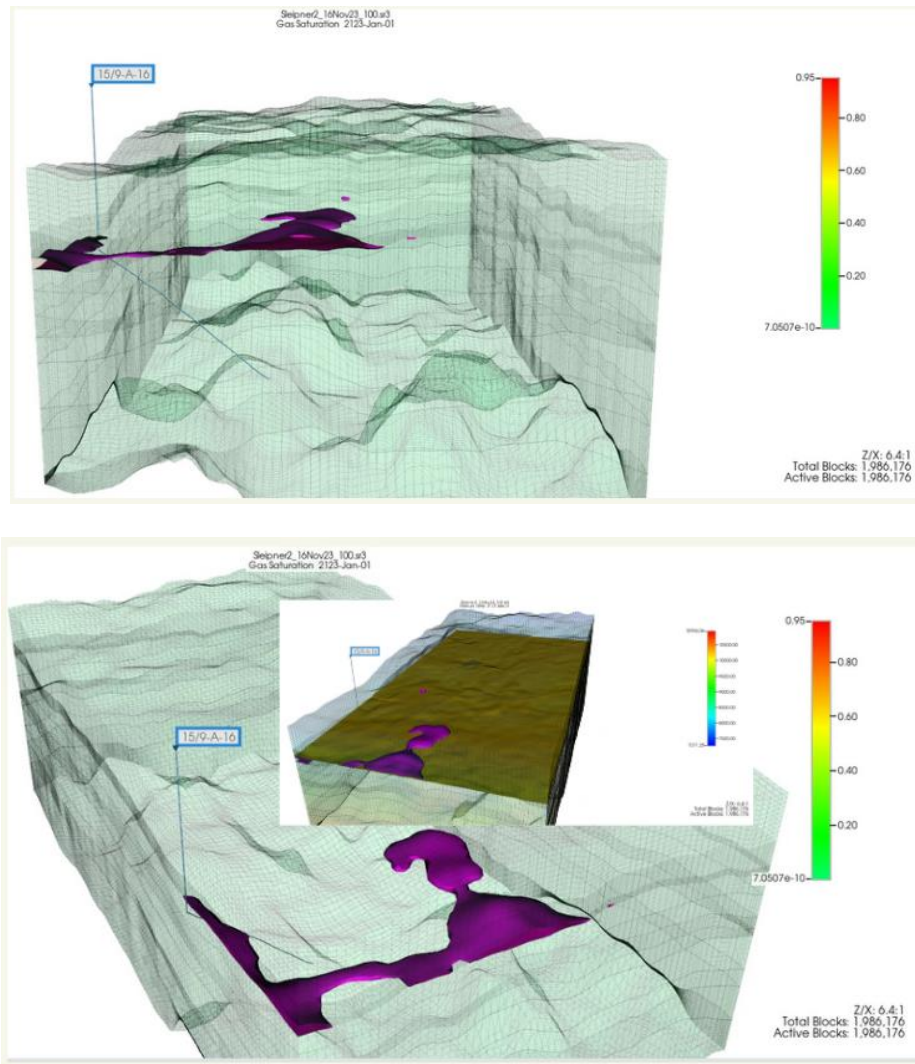 Sleipner2_16Nov23_100.sr3
Gas Saturation 2123-Jan-01
15/9-A-16
0.95
0.80
0.60
0.40
0.20
7.0507e-10
Z/X: 6.4:1
Total Blocks: 1,986,176
Active Blocks: 1,986,176
Sleipner2_16Nov23_100.sr3
Gas Saturation 2123-Jan-01
15/9-A-16
0.95
0.80
0.60
0.40
0.20
7.0507e-10
Z/X: 6.4:1
Total Blocks: 1,986,176
Active Blocks: 1,986,176